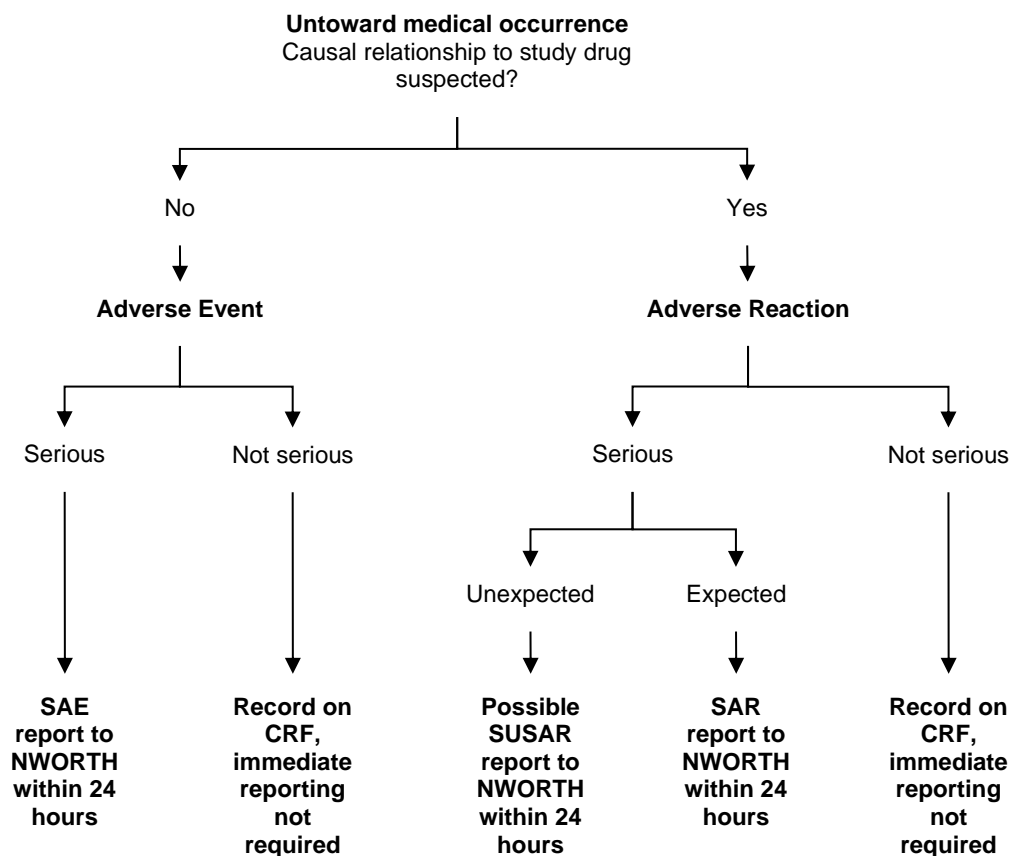 Untoward medical occurrence
Causal relationship to study drug
suspected?
No
Yes
Adverse Event
Adverse Reaction
Serious
Not serious
Serious
Not serious
Unexpected
Expected
SAE
report to
NWORTH
within 24
hours
Record on
CRF,
immediate
reporting
not
required
Possible
SUSAR
report to
NWORTH
within 24
hours
SAR
report to
NWORTH
within 24
hours
Record on
CRF,
immediate
reporting
not
required